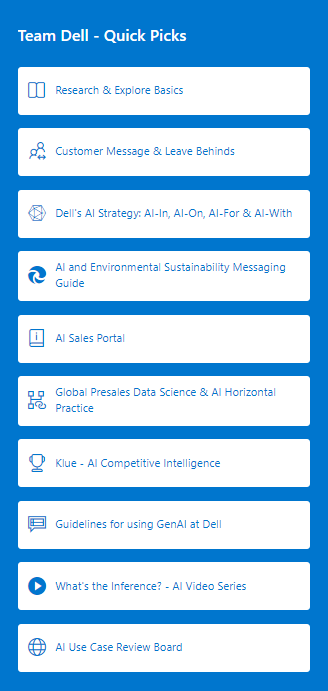 Team Dell - Quick Picks
Research & Explore Basics
Customer Message & Leave Behinds
Dell's AI Strategy: AI-In, AI-On, AI-For & AI-With
AI and Environmental Sustainability Messaging
Guide
AI Sales Portal
Global Presales Data Science & AI Horizontal
Practice
Klue - AI Competitive Intelligence
Guidelines for using GenAI at Dell
What's the Inference? - AI Video Series
AI Use Case Review Board